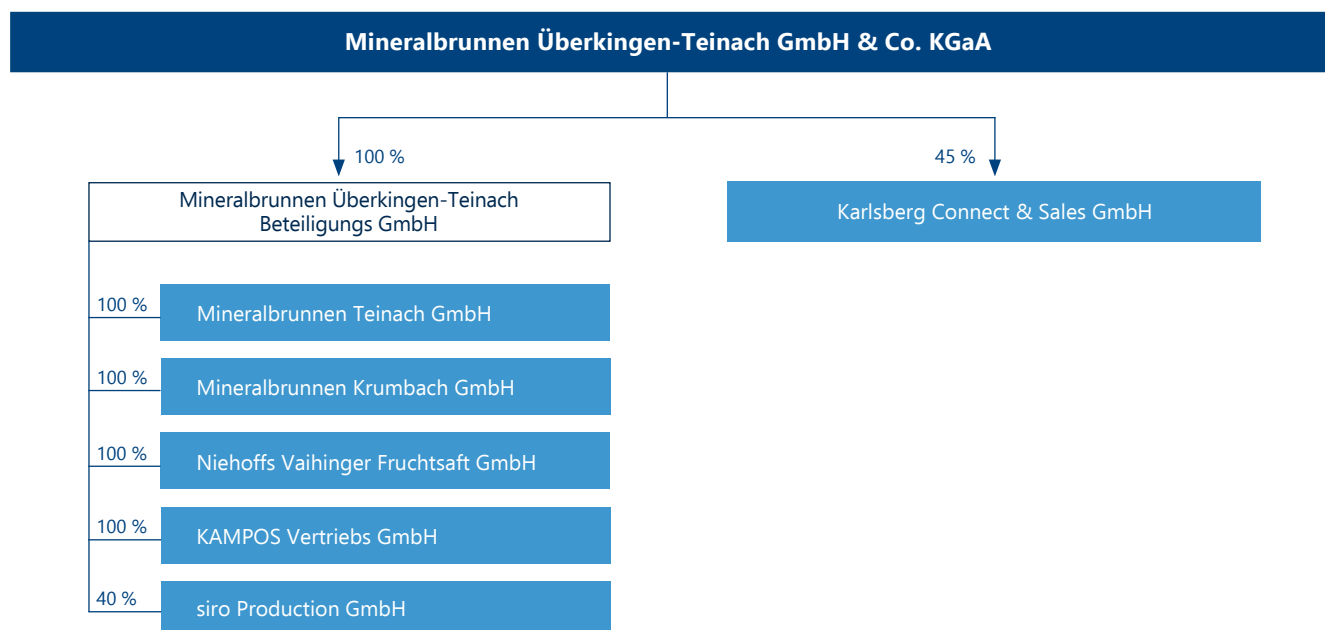 Mineralbrunnen Überkingen-Teinach GmbH & Co. KGaA
100 %
45 %
Mineralbrunnen Überkingen-Teinach
Beteiligungs GmbH
Karlsberg Connect & Sales GmbH
100 %
Mineralbrunnen Teinach GmbH
100 %
Mineralbrunnen Krumbach GmbH
100 %
Niehoffs Vaihinger Fruchtsaft GmbH
100 %
KAMPOS Vertriebs GmbH
40 %
siro Production GmbH